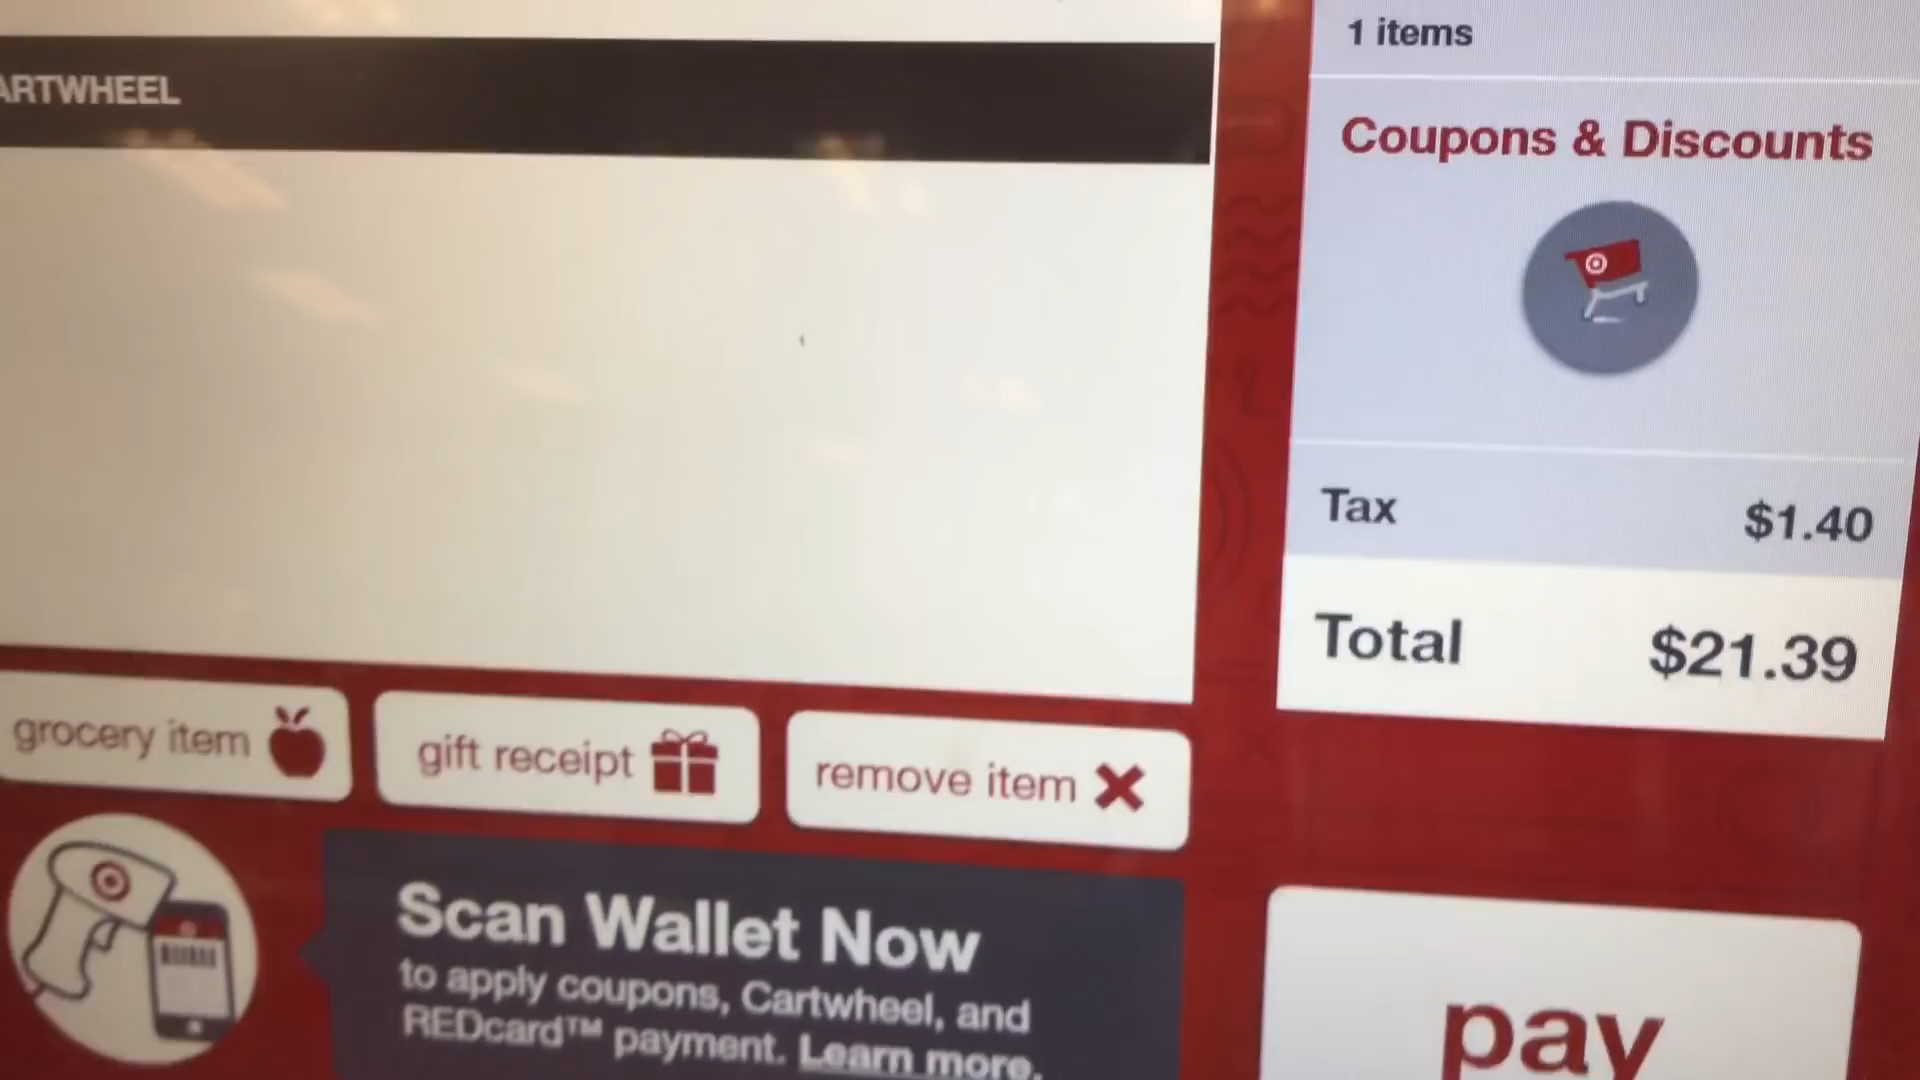 ARTWHEEL
1 items
Coupons & Discounts
Tax $1.40
Total $21.39
grocery item
gift receipt
remove item
Scan Wallet Now
to apply coupons, Cartwheel, and
REDcard™ payment. Learn more.
pay